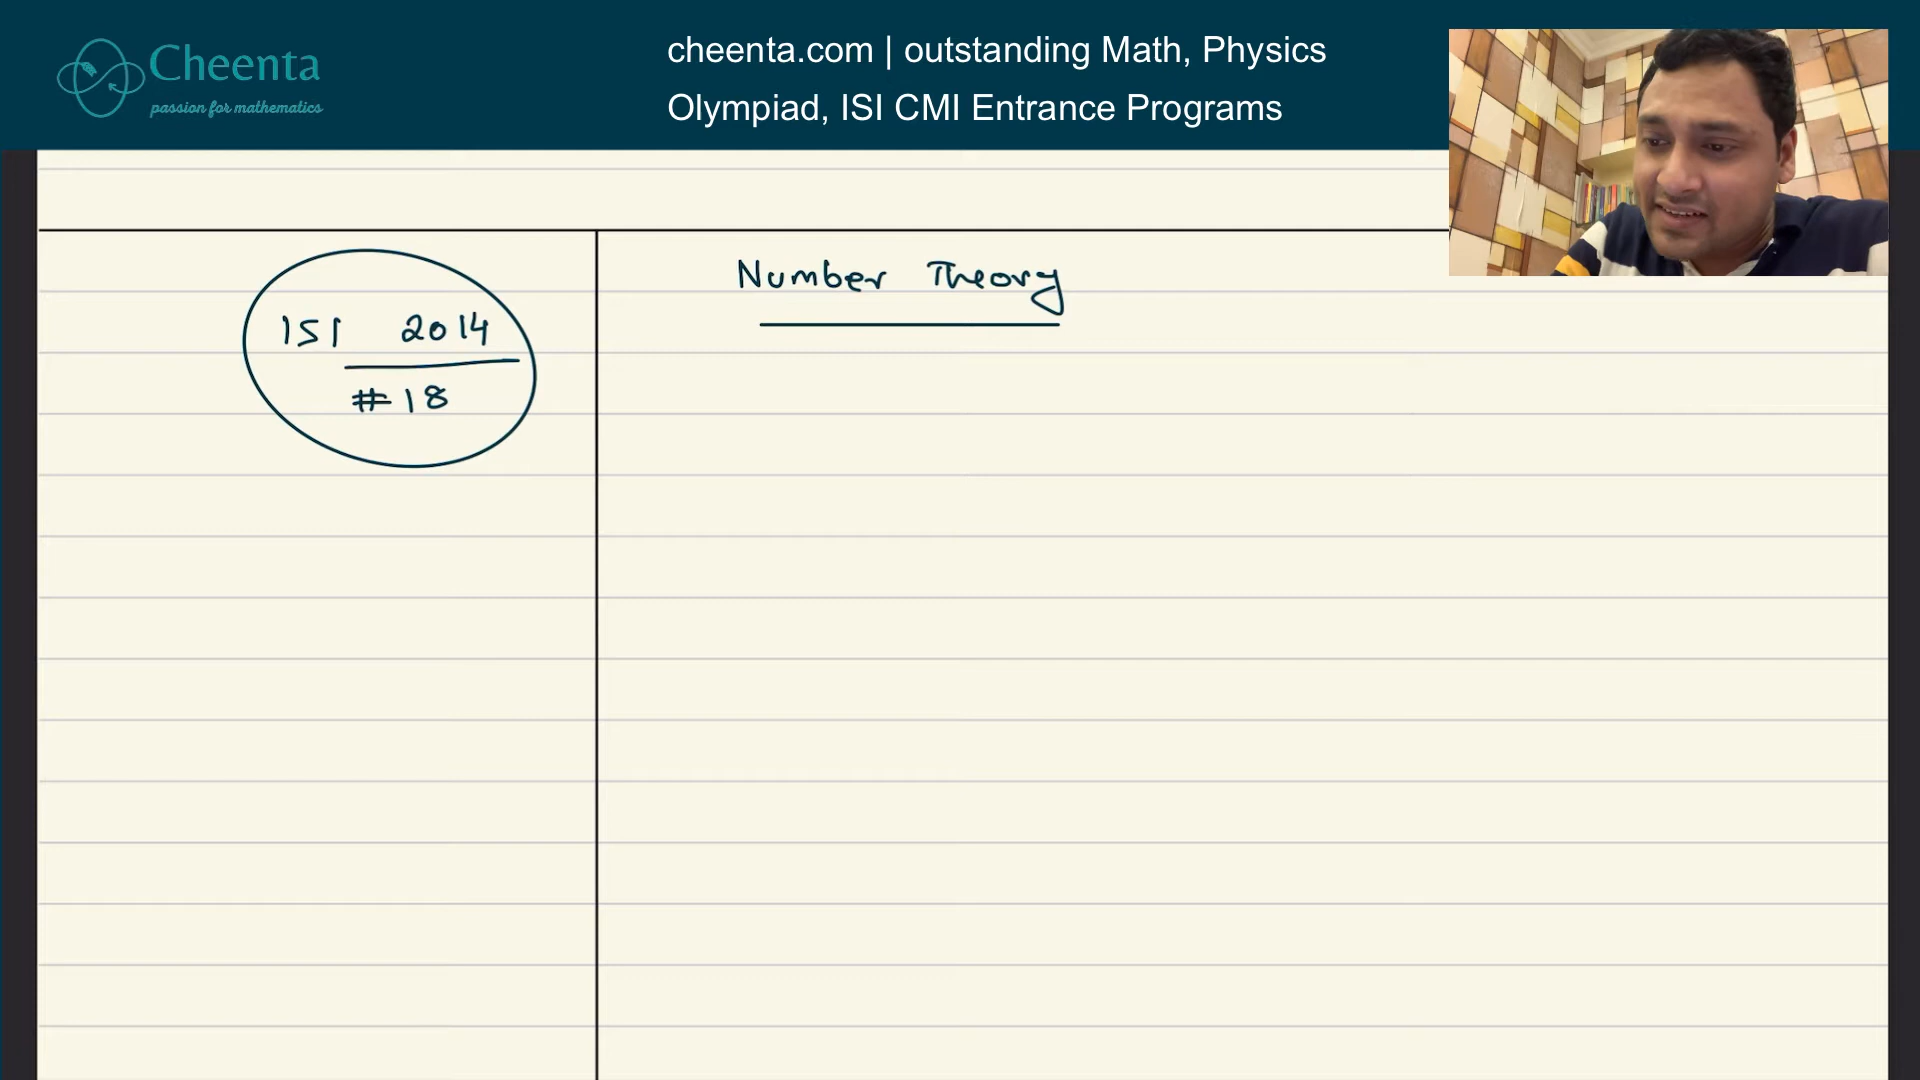 Cheenta
passion for mathematics
cheenta.com | outstanding Math, Physics
Olympiad, ISI CMI Entrance Programs
ISI 2014
#18
Number Theory